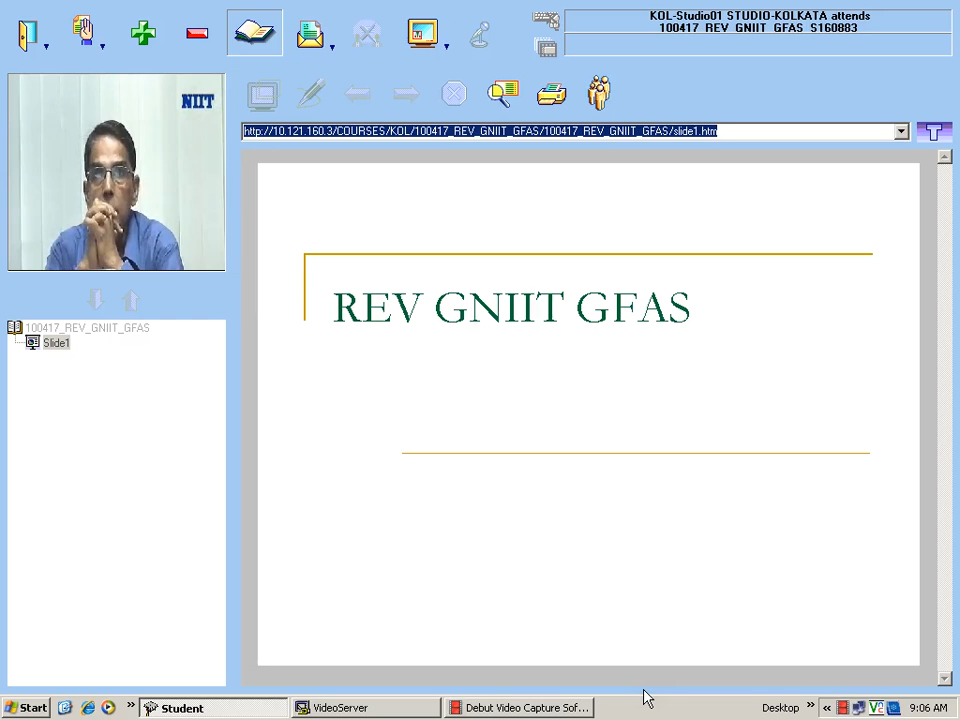 KOL-Studio01 STUDIO-KOLKATA attends
100417_REV_GNIIT_GFAS_S160883
NIIT
http://10.121.160.3/COURSES/KOL/100417_REV_GNIIT_GFAS/100417_REV_GNIIT_GFAS/slide1.htm
T
REV GNIIT GFAS
100417_REV_GNIIT_GFAS
Slide1
Start
Student
VideoServer
Debut Video Capture Sof...
Desktop
9:06 AM